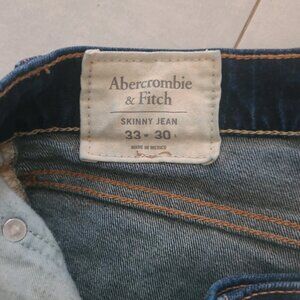 Abercrombie
& Fitch
SKINNY JEAN
33 • 30
MADE IN MEXICO